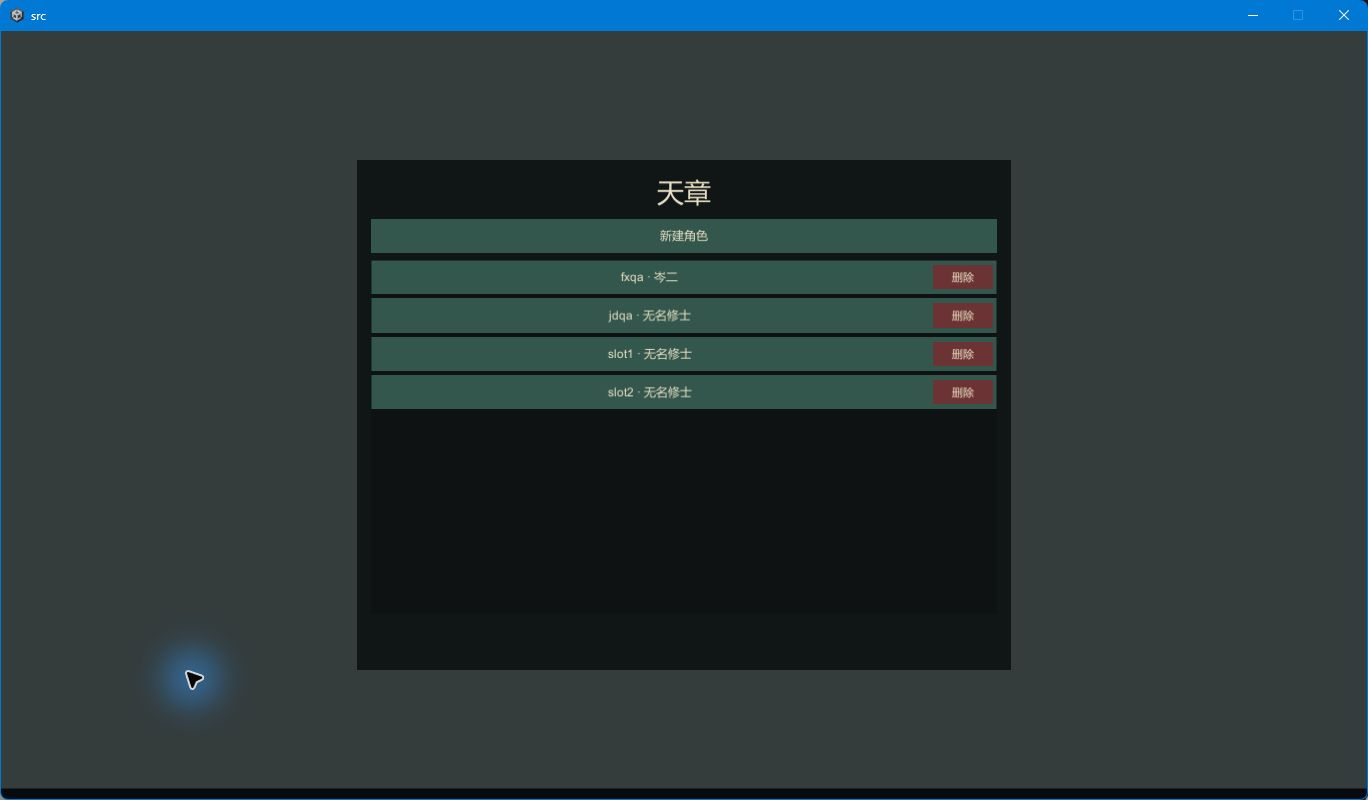 src
天章
新建角色
fxqa · 岑二 删除
jdqa · 无名修士 删除
slot1 · 无名修士 删除
slot2 · 无名修士 删除